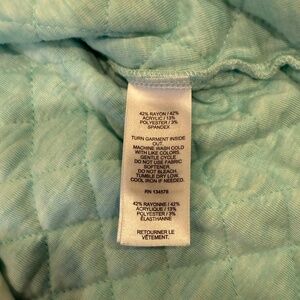 42% RAYON / 42%
ACRYLIC / 13%
POLYESTER / 3%
SPANDEX
TURN GARMENT INSIDE
OUT.
MACHINE WASH COLD
WITH LIKE COLORS.
GENTLE CYCLE
DO NOT USE FABRIC
SOFTENER
DO NOT BLEACH.
TUMBLE DRY LOW
COOL IRON IF NEEDED.
RN 134578
42% RAYONNE / 42%
ACRYLIQUE / 13%
POLYESTER / 3%
ÉLASTHANNE
RETOURNER LE
VÊTEMENT.